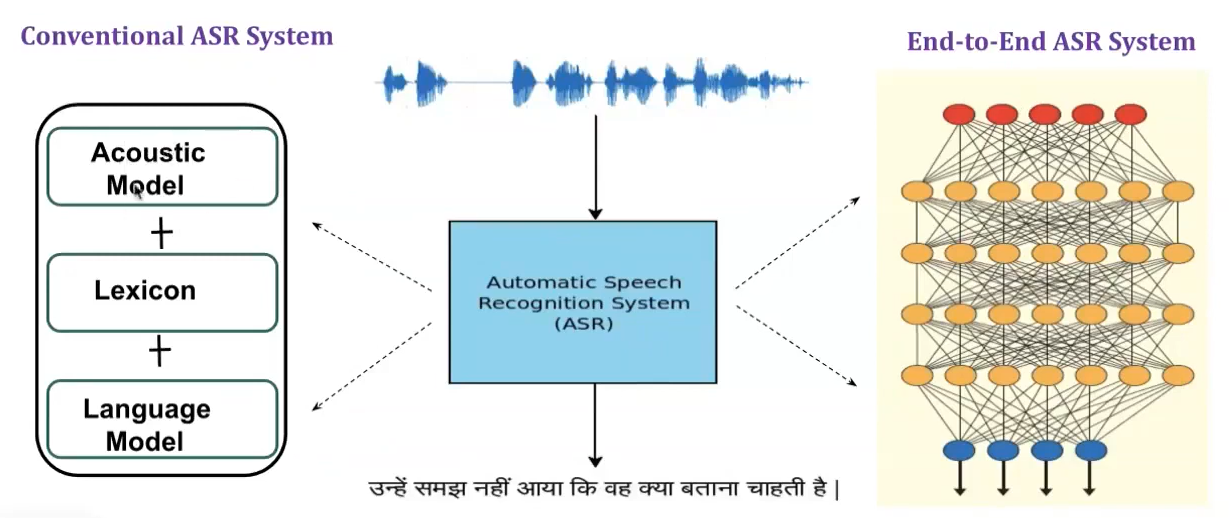 Conventional ASR System
End-to-End ASR System
Acoustic
Model
+
Lexicon
+
Language
Model
Automatic Speech
Recognition System
(ASR)
उन्हें समझ नहीं आया कि वह क्या बताना चाहती है |